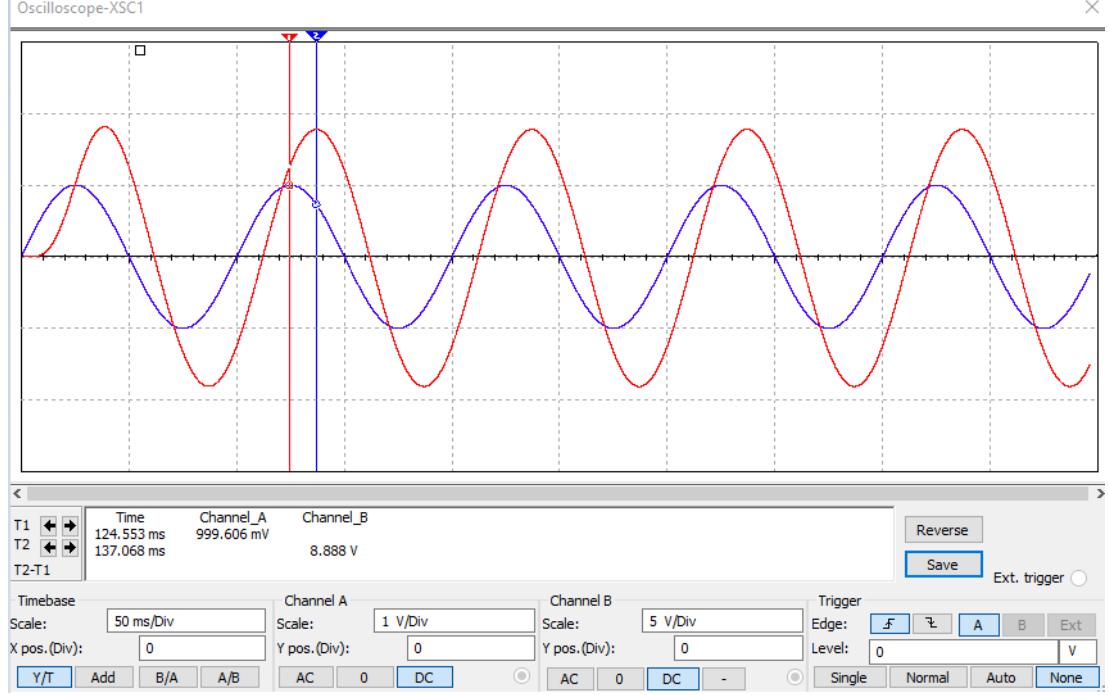 Oscilloscope-XSC1
1 2
Time Channel_A Channel_B
T1 124.553 ms 999.606 mV
T2 137.068 ms 8.888 V
T2-T1
Reverse
Save
Ext. trigger
Timebase
Scale: 50 ms/Div
X pos.(Div): 0
Y/T Add B/A A/B
Channel A
Scale: 1 V/Div
Y pos.(Div): 0
AC 0 DC
Channel B
Scale: 5 V/Div
Y pos.(Div): 0
AC 0 DC -
Trigger
Edge: A B Ext
Level: 0 V
Single Normal Auto None